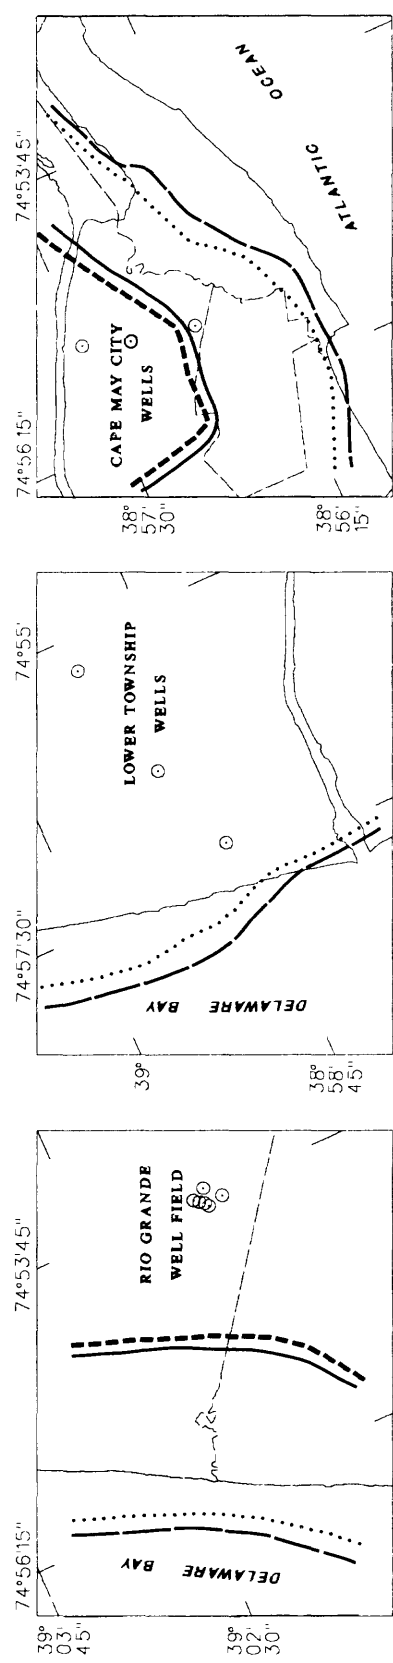 74°56'15"
74°53'45"
38°
57'
30"
38°
56'
15"
CAPE MAY CITY
WELLS
ATLANTIC
OCEAN
74°57'30"
74°55'
39°
38°
58'
45"
LOWER TOWNSHIP
WELLS
DELAWARE BAY
74°56'15"
74°53'45"
39°
03'
45"
39°
02'
30"
RIO GRANDE
WELL FIELD
DELAWARE BAY